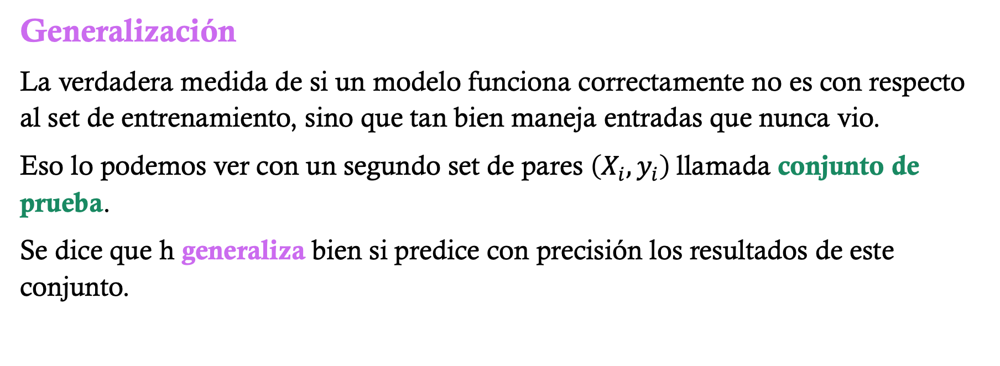 Generalización
La verdadera medida de si un modelo funciona correctamente no es con respecto
al set de entrenamiento, sino que tan bien maneja entradas que nunca vio.
Eso lo podemos ver con un segundo set de pares (Xᵢ, yᵢ) llamada conjunto de
prueba.
Se dice que h generaliza bien si predice con precisión los resultados de este
conjunto.